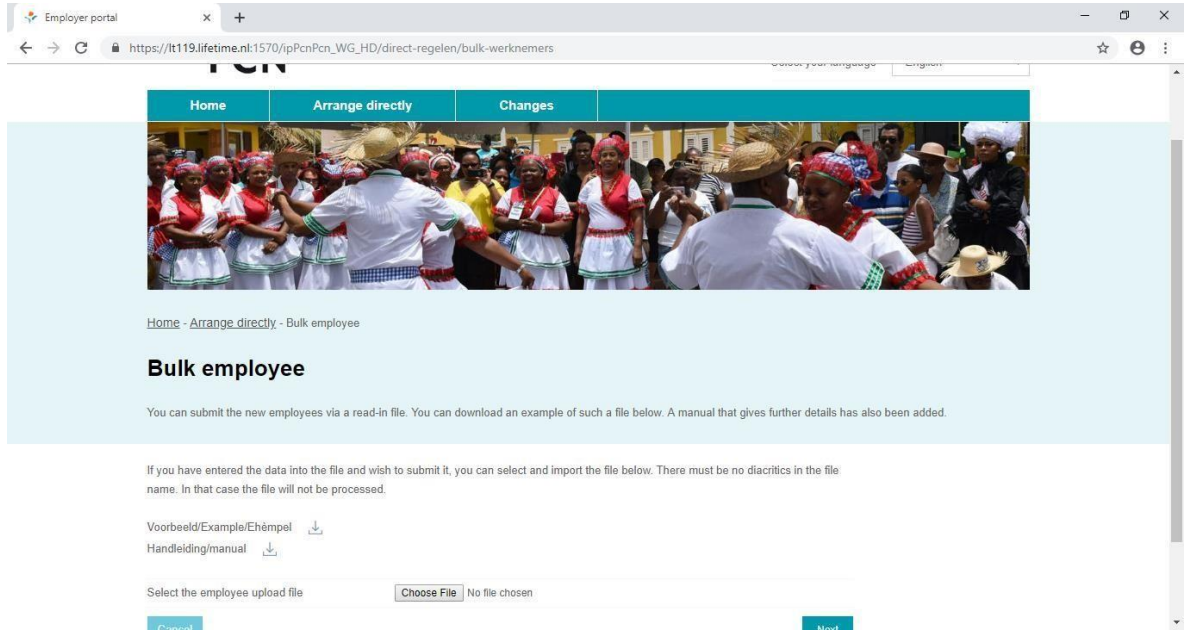 Employer portal
https://lt119.lifetime.nl:1570/ipPcnPcn_WG_HD/direct-regelen/bulk-werknemers
PCN
Select your language English
Home Arrange directly Changes
Home - Arrange directly - Bulk employee
Bulk employee
You can submit the new employees via a read-in file. You can download an example of such a file below. A manual that gives further details has also been added.
If you have entered the data into the file and wish to submit it, you can select and import the file below. There must be no diacritics in the file
name. In that case the file will not be processed.
Voorbeeld/Example/Ehèmpel
Handleiding/manual
Select the employee upload file Choose File No file chosen
Cancel Next